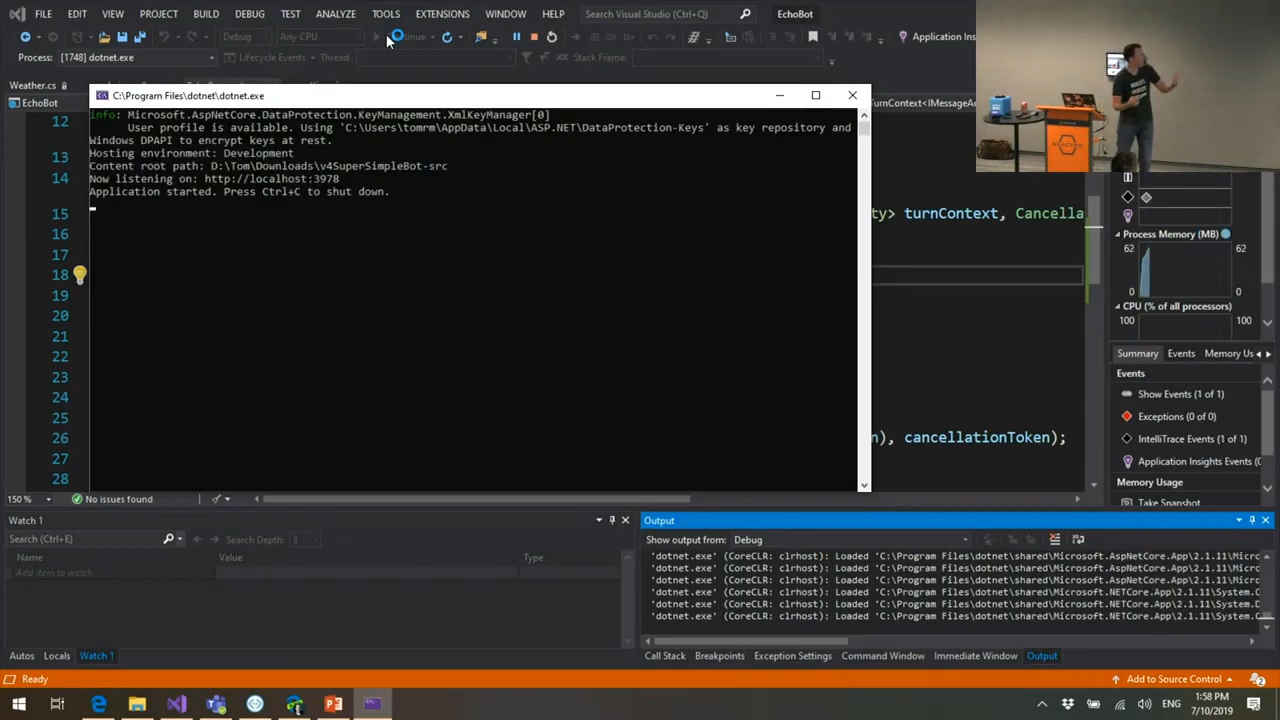 FILE EDIT VIEW PROJECT BUILD DEBUG TEST ANALYZE TOOLS EXTENSIONS WINDOW HELP Search Visual Studio (Ctrl+Q) EchoBot
Debug Any CPU Continue Application Ins
Process: [1748] dotnet.exe Lifecycle Events Thread: Stack Frame:
Weather.cs
C:\Program Files\dotnet\dotnet.exe
EchoBot
TurnContext<IMessageAc
info: Microsoft.AspNetCore.DataProtection.KeyManagement.XmlKeyManager[0]
User profile is available. Using 'C:\Users\tomrm\AppData\Local\ASP.NET\DataProtection-Keys' as key repository and
Windows DPAPI to encrypt keys at rest.
Hosting environment: Development
Content root path: D:\Tom\Downloads\v4SuperSimpleBot-src
Now listening on: http://localhost:3978
Application started. Press Ctrl+C to shut down.
12
13
14
15 ty> turnContext, Cancella
16
17
18
19
20
21
22
23
24
25
26 n), cancellationToken);
27
28
REACTOR
Process Memory (MB)
62 62
0 0
CPU (% of all processors)
100 100
Summary Events Memory Us
Events
Show Events (1 of 1)
Exceptions (0 of 0)
IntelliTrace Events (1 of 1)
Application Insights Events (0
Memory Usage
Take Snapshot
150 % No issues found
Watch 1
Search (Ctrl+E) Search Depth: 3
Name Value Type
Add item to watch
Output
Show output from: Debug
'dotnet.exe' (CoreCLR: clrhost): Loaded 'C:\Program Files\dotnet\shared\Microsoft.AspNetCore.App\2.1.11\Micro
'dotnet.exe' (CoreCLR: clrhost): Loaded 'C:\Program Files\dotnet\shared\Microsoft.AspNetCore.App\2.1.11\Micro
'dotnet.exe' (CoreCLR: clrhost): Loaded 'C:\Program Files\dotnet\shared\Microsoft.AspNetCore.App\2.1.11\Micro
'dotnet.exe' (CoreCLR: clrhost): Loaded 'C:\Program Files\dotnet\shared\Microsoft.NETCore.App\2.1.11\System.C
'dotnet.exe' (CoreCLR: clrhost): Loaded 'C:\Program Files\dotnet\shared\Microsoft.NETCore.App\2.1.11\System.D
'dotnet.exe' (CoreCLR: clrhost): Loaded 'C:\Program Files\dotnet\shared\Microsoft.NETCore.App\2.1.11\System.C
Autos Locals Watch 1
Call Stack Breakpoints Exception Settings Command Window Immediate Window Output
Ready Add to Source Control 2
ENG 1:58 PM
7/10/2019